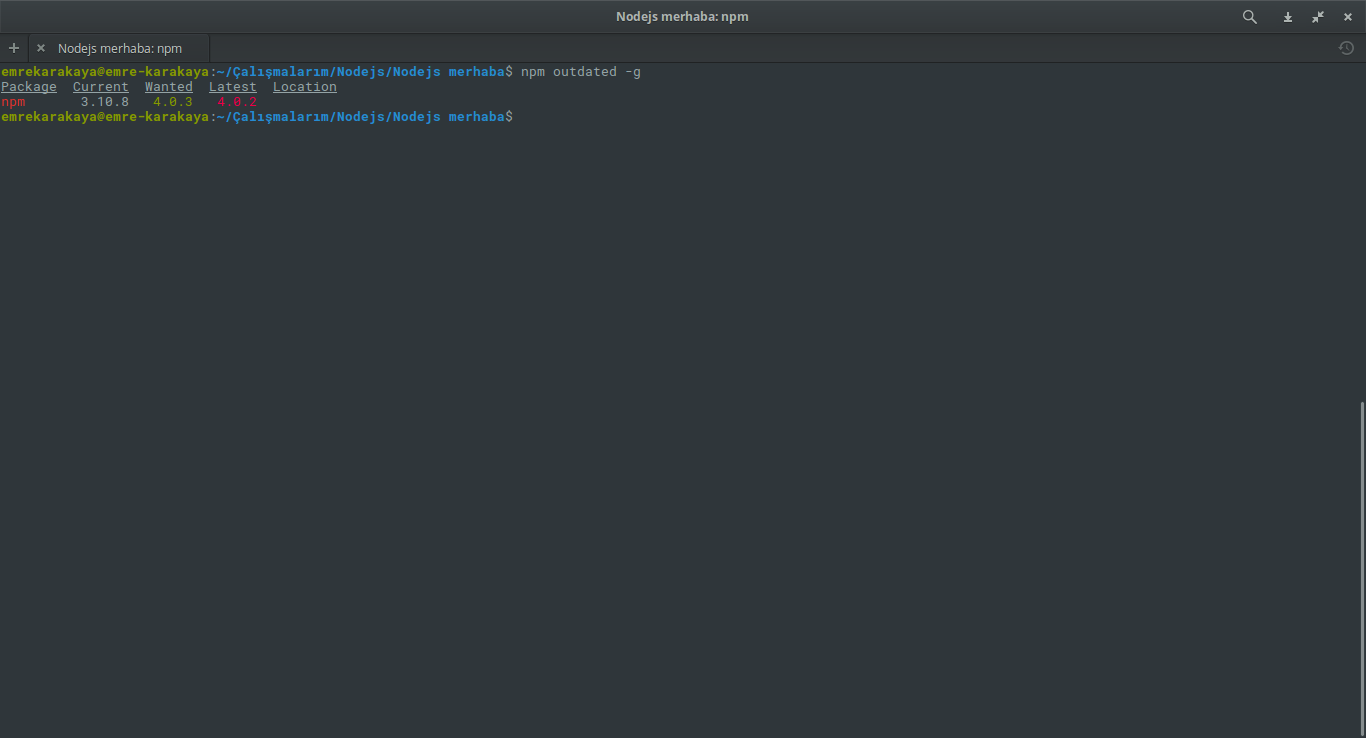 Nodejs merhaba: npm
Nodejs merhaba: npm
emrekarakaya@emre-karakaya:~/Çalışmalarım/Nodejs/Nodejs merhaba$ npm outdated -g
Package  Current  Wanted  Latest  Location
npm       3.10.8   4.0.3   4.0.2
emrekarakaya@emre-karakaya:~/Çalışmalarım/Nodejs/Nodejs merhaba$